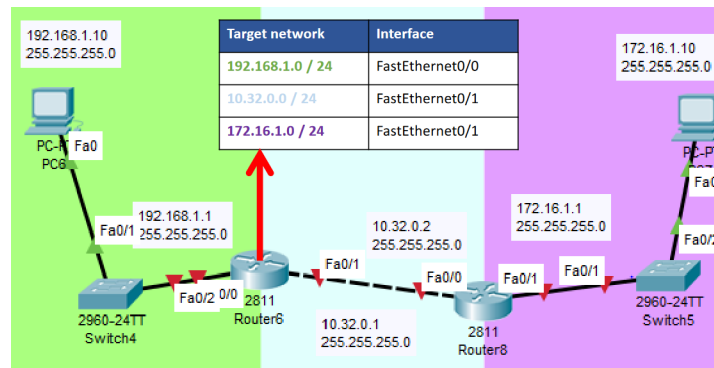 192.168.1.10
255.255.255.0
Target network Interface
192.168.1.0 / 24 FastEthernet0/0
10.32.0.0 / 24 FastEthernet0/1
172.16.1.0 / 24 FastEthernet0/1
172.16.1.10
255.255.255.0
Fa0
PC6
192.168.1.1
255.255.255.0
Fa0/1
10.32.0.2
255.255.255.0
172.16.1.1
255.255.255.0
Fa0/2
Fa0/2
0/0
Fa0/1
Fa0/0
Fa0/1
Fa0/1
2960-24TT
Switch4
2811
Router6
10.32.0.1
255.255.255.0
2811
Router8
2960-24TT
Switch5